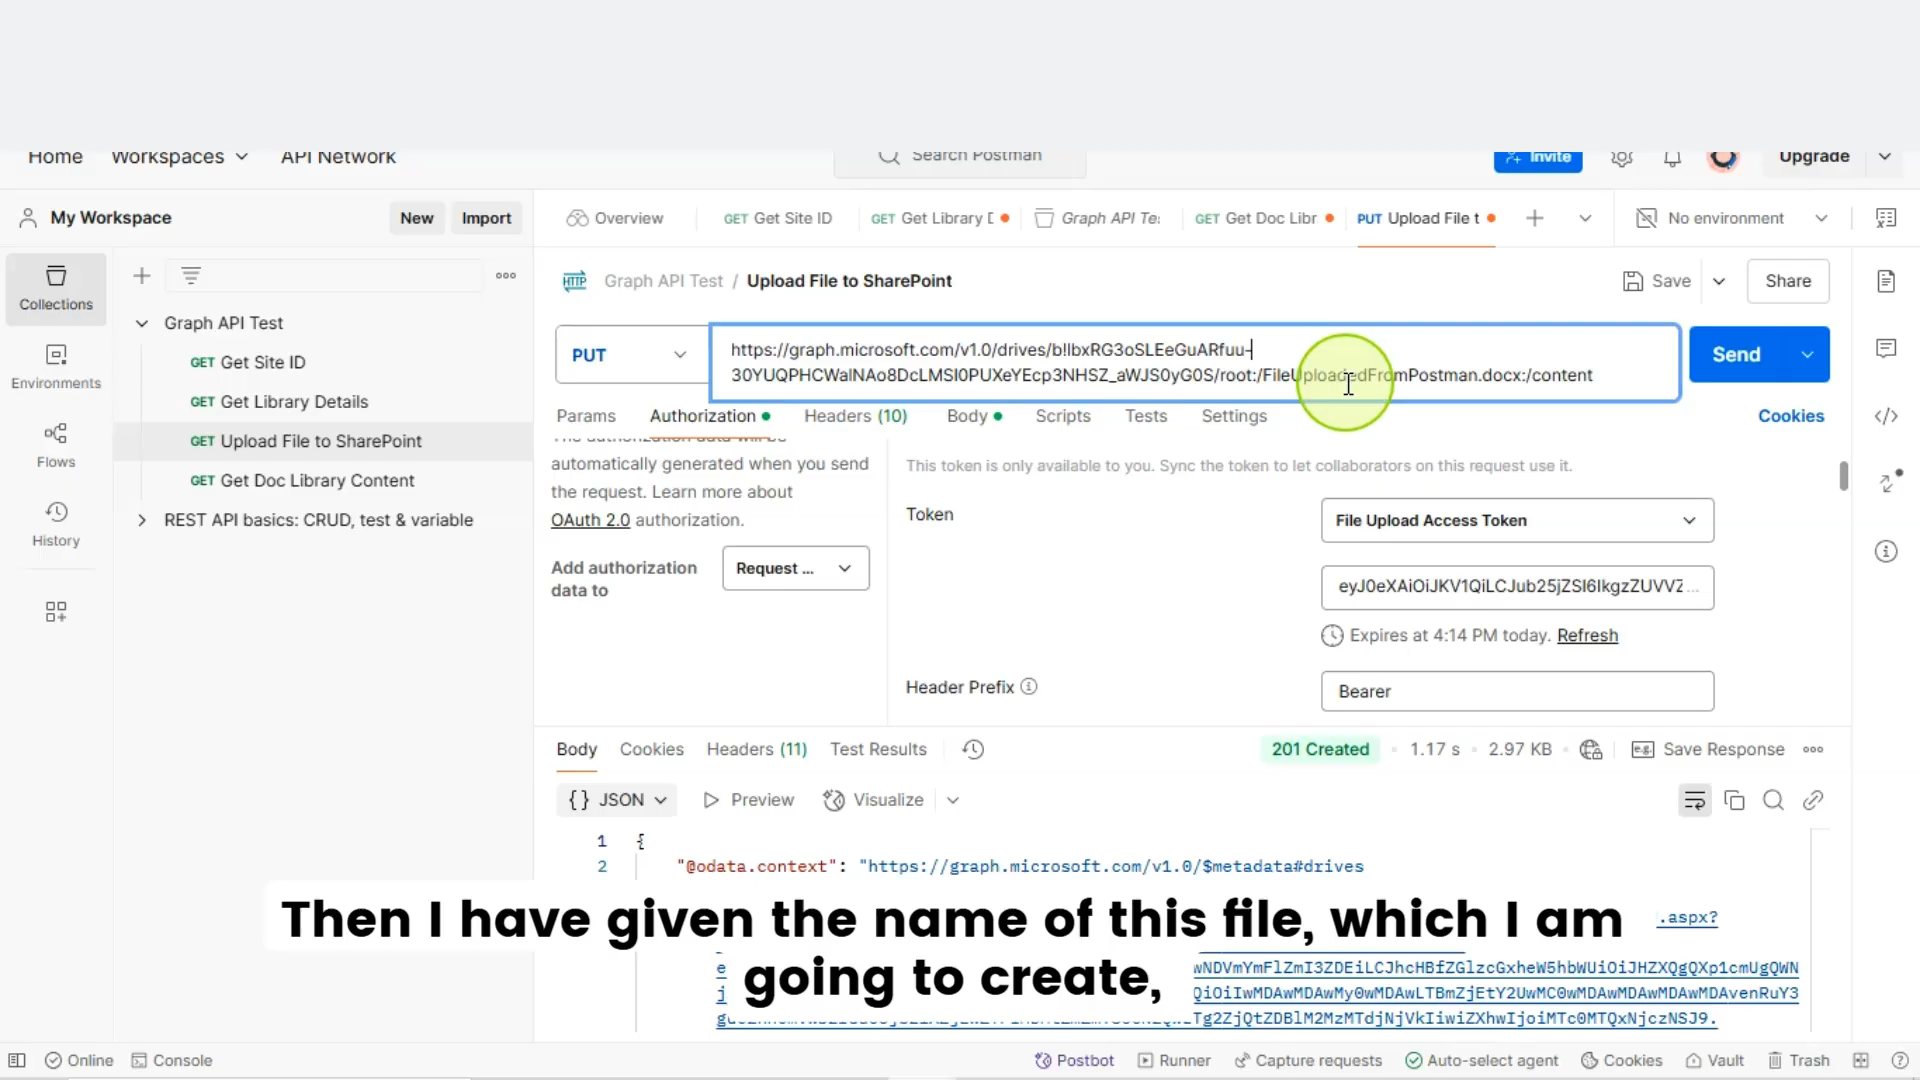 Home Workspaces API Network Search Postman Invite Upgrade
My Workspace New Import Overview GET Get Site ID GET Get Library D Graph API Te: GET Get Doc Libr PUT Upload File t No environment
Collections
Environments
Flows
History
Graph API Test
GET Get Site ID
GET Get Library Details
GET Upload File to SharePoint
GET Get Doc Library Content
REST API basics: CRUD, test & variable
HTTP Graph API Test / Upload File to SharePoint Save Share
PUT
https://graph.microsoft.com/v1.0/drives/b!lbxRG3oSLEeGuARfuu-
30YUQPHCWalNAo8DcLMSI0PUXeYEcp3NHSZ_aWJS0yG0S/root:/FileUploadedFromPostman.docx:/content
Send
Params Authorization Headers (10) Body Scripts Tests Settings Cookies
automatically generated when you send
the request. Learn more about
OAuth 2.0 authorization.
Add authorization
data to
Request ...
This token is only available to you. Sync the token to let collaborators on this request use it.
Token
File Upload Access Token
eyJ0eXAiOiJKV1QiLCJub25jZSI6IkgzZUVVZ...
Expires at 4:14 PM today. Refresh
Header Prefix
Bearer
Body Cookies Headers (11) Test Results 201 Created 1.17 s 2.97 KB e.g. Save Response
{} JSON Preview Visualize
1 {
2 "@odata.context": "https://graph.microsoft.com/v1.0/$metadata#drives
.aspx?
Then I have given the name of this file, which I am
going to create,
wNDVmYmFlZmI3ZDEiLCJhcHBfZGlzcGxheW5hbWUiOiJHZXQgQXp1cmUgQWN
QiOiIwMDAwMDAwMy0wMDAwLTBmZjEtY2UwMC0wMDAwMDAwMDAwMDAvenRuY3
Tg2ZjQtZDBlM2MzMTdjNjVkIiwiZXhwIjoiMTc0MTQxNjczNSJ9.
Online Console Postbot Runner Capture requests Auto-select agent Cookies Vault Trash